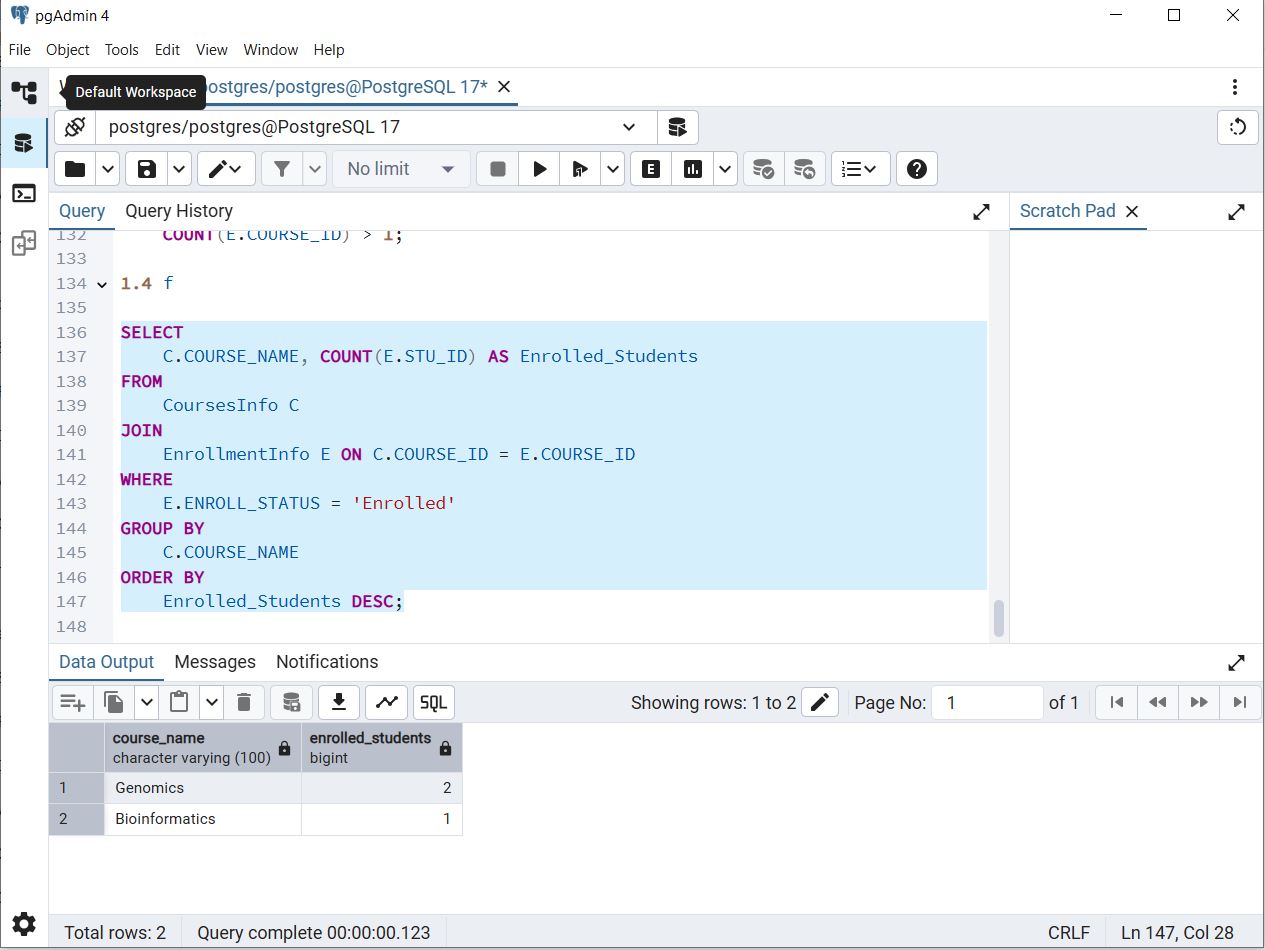 pgAdmin 4
File Object Tools Edit View Window Help
Default Workspace
postgres/postgres@PostgreSQL 17*
postgres/postgres@PostgreSQL 17
No limit
E
Query Query History
Scratch Pad
132 COUNT(E.COURSE_ID) > 1;
133
134 1.4 f
135
136 SELECT
137 C.COURSE_NAME, COUNT(E.STU_ID) AS Enrolled_Students
138 FROM
139 CoursesInfo C
140 JOIN
141 EnrollmentInfo E ON C.COURSE_ID = E.COURSE_ID
142 WHERE
143 E.ENROLL_STATUS = 'Enrolled'
144 GROUP BY
145 C.COURSE_NAME
146 ORDER BY
147 Enrolled_Students DESC;
148
Data Output Messages Notifications
SQL
Showing rows: 1 to 2
Page No: 1 of 1
course_name enrolled_students
character varying (100) bigint
1 Genomics 2
2 Bioinformatics 1
Total rows: 2 Query complete 00:00:00.123 CRLF Ln 147, Col 28